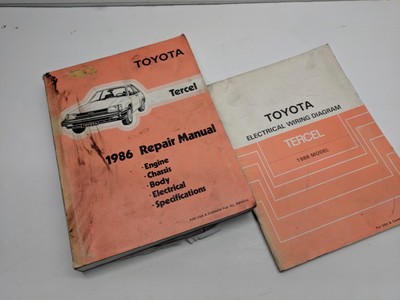 TOYOTA
Tercel
1986 Repair Manual
· Engine
· Chassis
· Body
· Electrical
· Specifications
TOYOTA
ELECTRICAL WIRING DIAGRAM
TERCEL
1986 MODEL